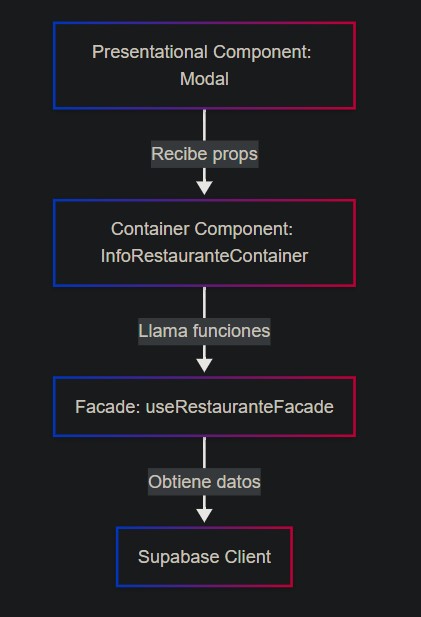 Presentational Component:
Modal
Recibe props
Container Component:
InfoRestauranteContainer
Llama funciones
Facade: useRestauranteFacade
Obtiene datos
Supabase Client